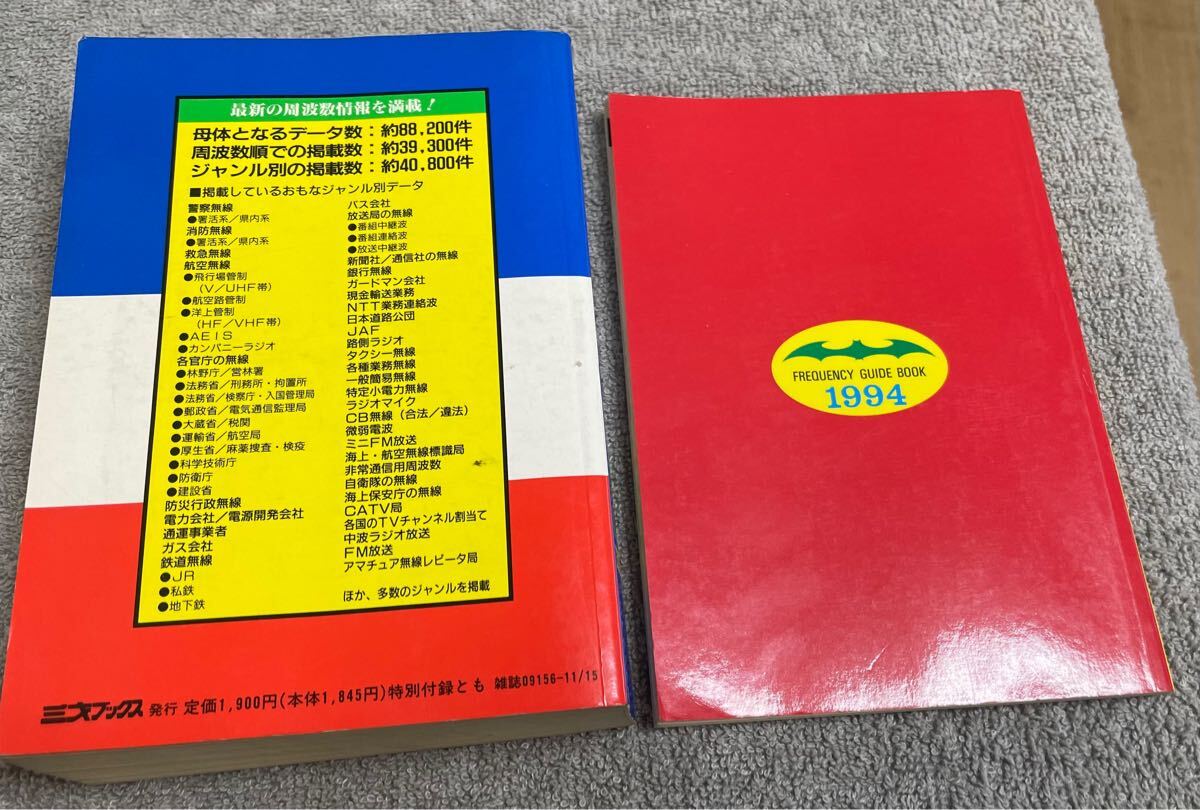 最新の周波数情報を満載！
母体となるデータ数：約88,200件
周波数順での掲載数：約39,300件
ジャンル別の掲載数：約40,800件
■掲載しているおもなジャンル別データ
警察無線
●署活系／県内系
消防無線
●署活系／県内系
救急無線
航空無線
●飛行場管制
（V／UHF帯）
●航空路管制
●洋上管制
（HF／VHF帯）
●AEIS
●カンパニーラジオ
各官庁の無線
●林野庁／営林署
●法務省／刑務所・拘置所
●法務省／検察庁・入国管理局
●郵政省／電気通信監理局
●大蔵省／税関
●運輸省／航空局
●厚生省／麻薬捜査・検疫
●科学技術庁
●防衛庁
●建設省
防災行政無線
電力会社／電源開発会社
通運事業者
ガス会社
鉄道無線
●JR
●私鉄
●地下鉄
バス会社
放送局の無線
●番組中継波
●番組連絡波
●放送中継波
新聞社／通信社の無線
銀行無線
ガードマン会社
現金輸送業務
NTT業務連絡波
日本道路公団
JAF
路側ラジオ
タクシー無線
各種業務無線
一般簡易無線
特定小電力無線
ラジオマイク
CB無線（合法／違法）
微弱電波
ミニFM放送
海上・航空無線標識局
非常通信用周波数
自衛隊の無線
海上保安庁の無線
CATV局
各国のTVチャンネル割当て
中波ラジオ放送
FM放送
アマチュア無線レピータ局
ほか、多数のジャンルを掲載
三才ブックス 発行 定価1,900円（本体1,845円）特別付録とも 雑誌09156-11/15
FREQUENCY GUIDE BOOK
1994